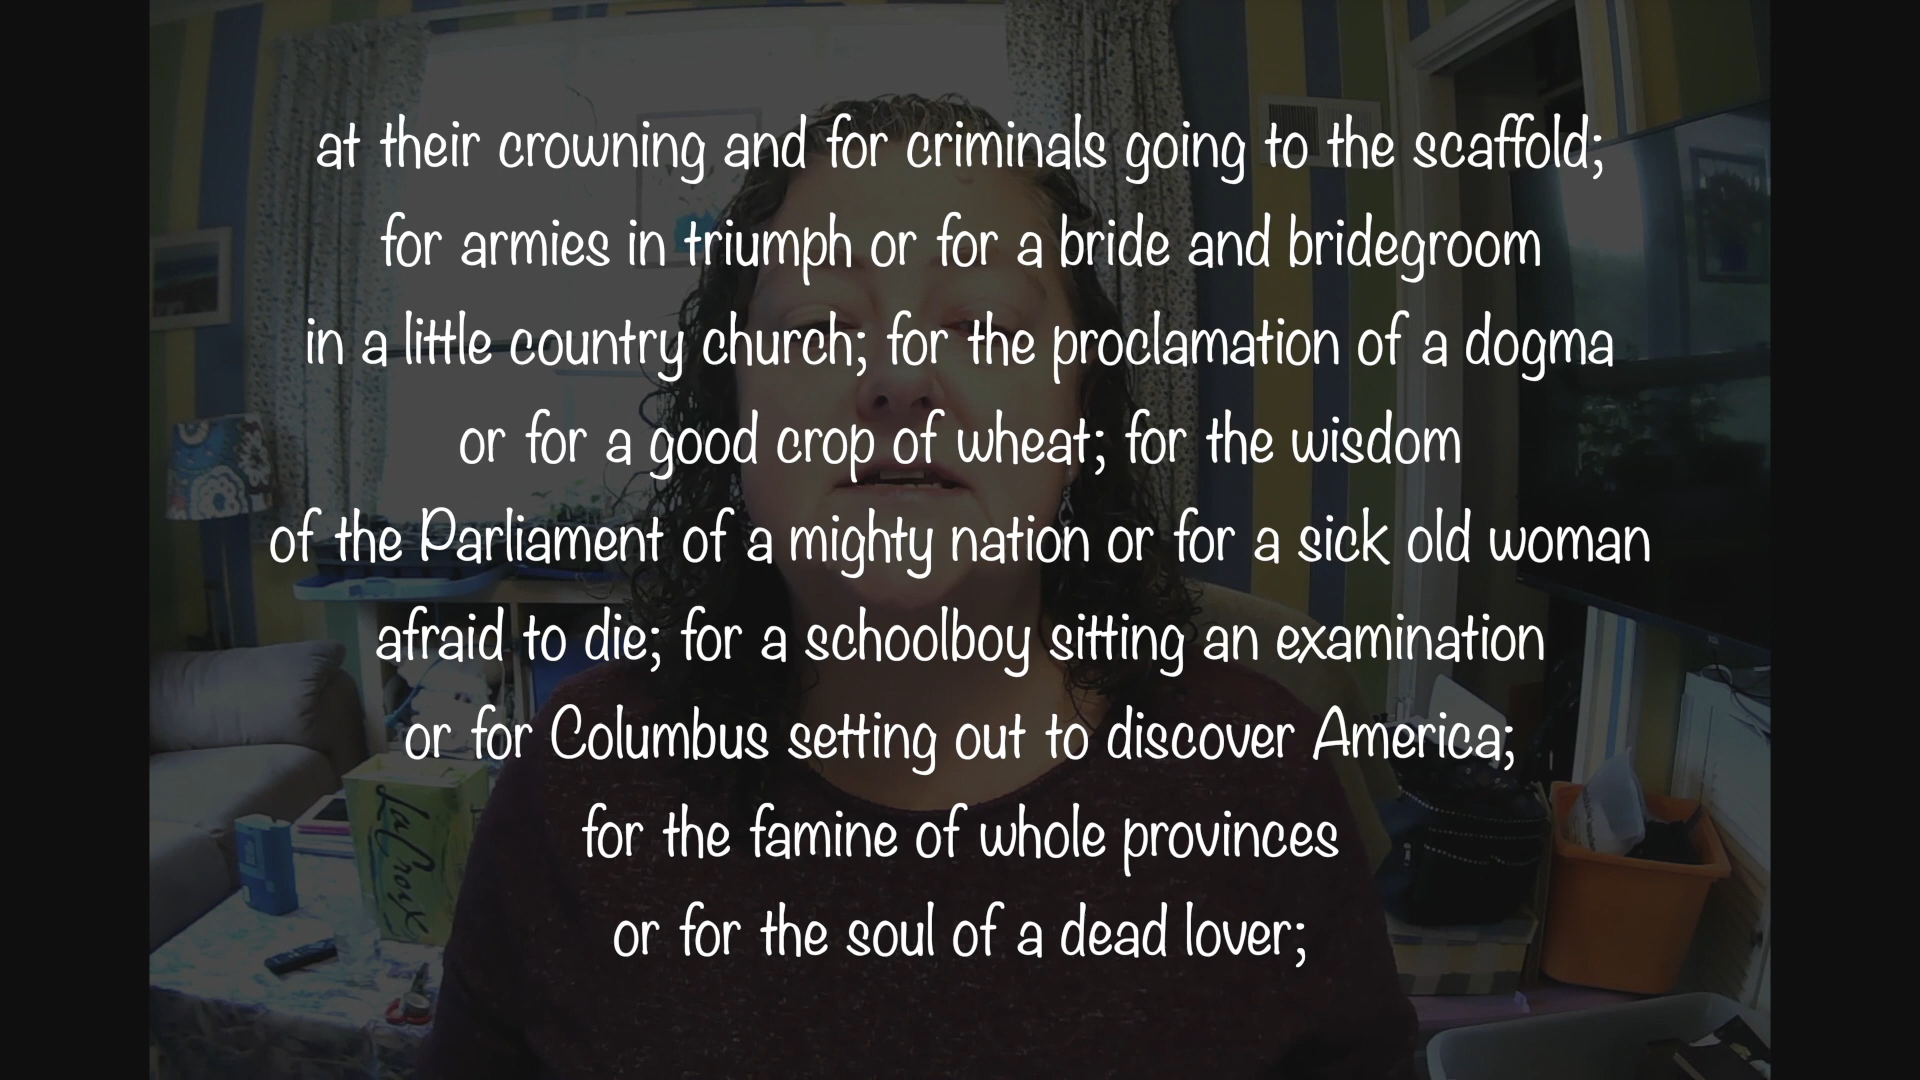 at their crowning and for criminals going to the scaffold;
for armies in triumph or for a bride and bridegroom
in a little country church; for the proclamation of a dogma
or for a good crop of wheat; for the wisdom
of the Parliament of a mighty nation or for a sick old woman
afraid to die; for a schoolboy sitting an examination
or for Columbus setting out to discover America;
for the famine of whole provinces
or for the soul of a dead lover;
LaCroix